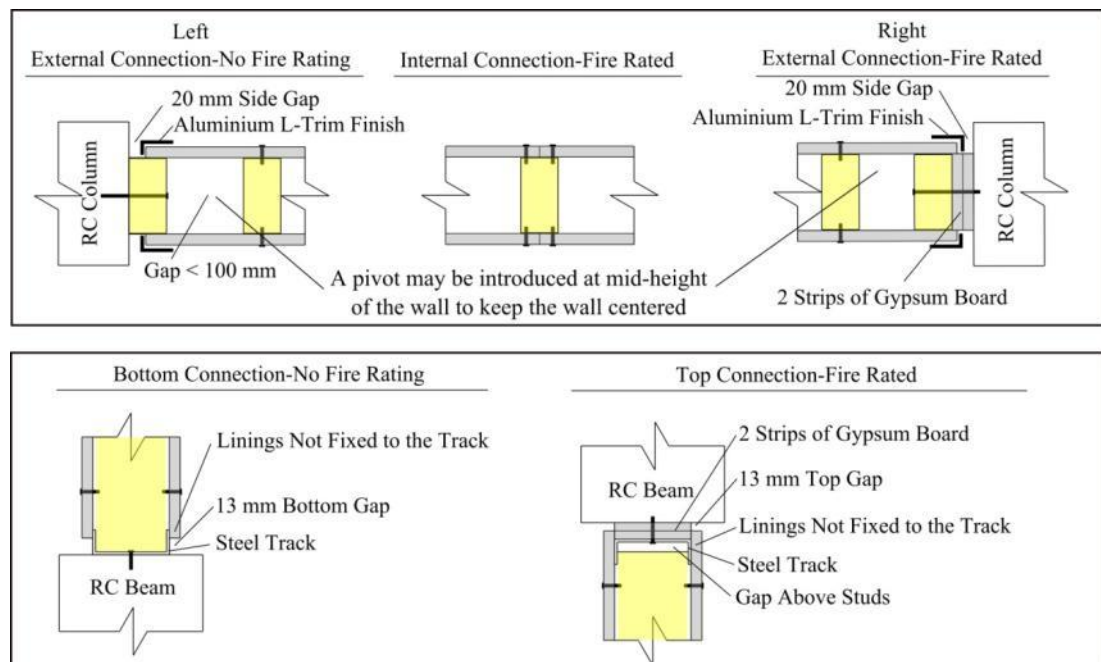 Left
External Connection-No Fire Rating
20 mm Side Gap
Aluminium L-Trim Finish
RC Column
Gap < 100 mm
Internal Connection-Fire Rated
A pivot may be introduced at mid-height
of the wall to keep the wall centered
Right
External Connection-Fire Rated
20 mm Side Gap
Aluminium L-Trim Finish
RC Column
2 Strips of Gypsum Board
Bottom Connection-No Fire Rating
Linings Not Fixed to the Track
13 mm Bottom Gap
Steel Track
RC Beam
Top Connection-Fire Rated
2 Strips of Gypsum Board
RC Beam
13 mm Top Gap
Linings Not Fixed to the Track
Steel Track
Gap Above Studs